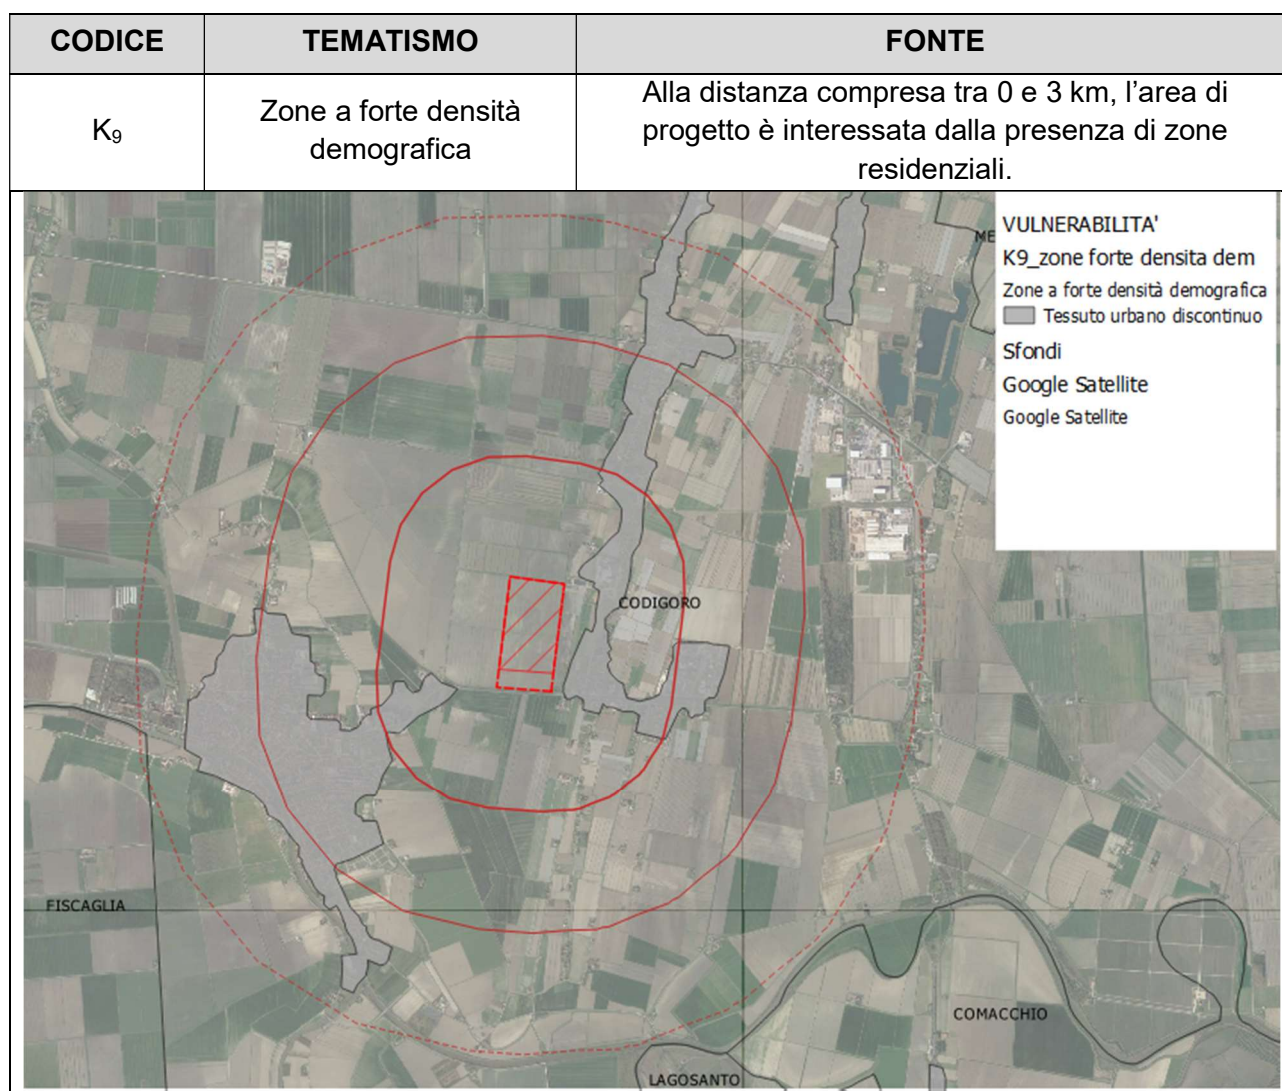 CODICE
TEMATISMO
FONTE
K9
Zone a forte densità
demografica
Alla distanza compresa tra 0 e 3 km, l’area di
progetto è interessata dalla presenza di zone
residenziali.
ME
VULNERABILITA'
K9_zone forte densita dem
Zone a forte densità demografica
Tessuto urbano discontinuo
Sfondi
Google Satellite
Google Satellite
CODIGORO
FISCAGLIA
COMACCHIO
LAGOSANTO